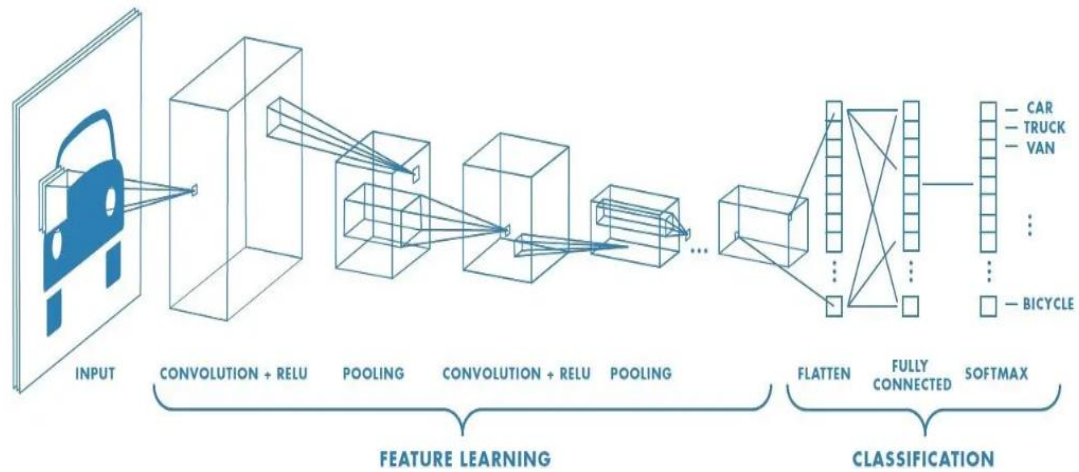 CAR
TRUCK
VAN
BICYCLE
INPUT
CONVOLUTION + RELU
POOLING
CONVOLUTION + RELU
POOLING
FLATTEN
FULLY
CONNECTED
SOFTMAX
FEATURE LEARNING
CLASSIFICATION